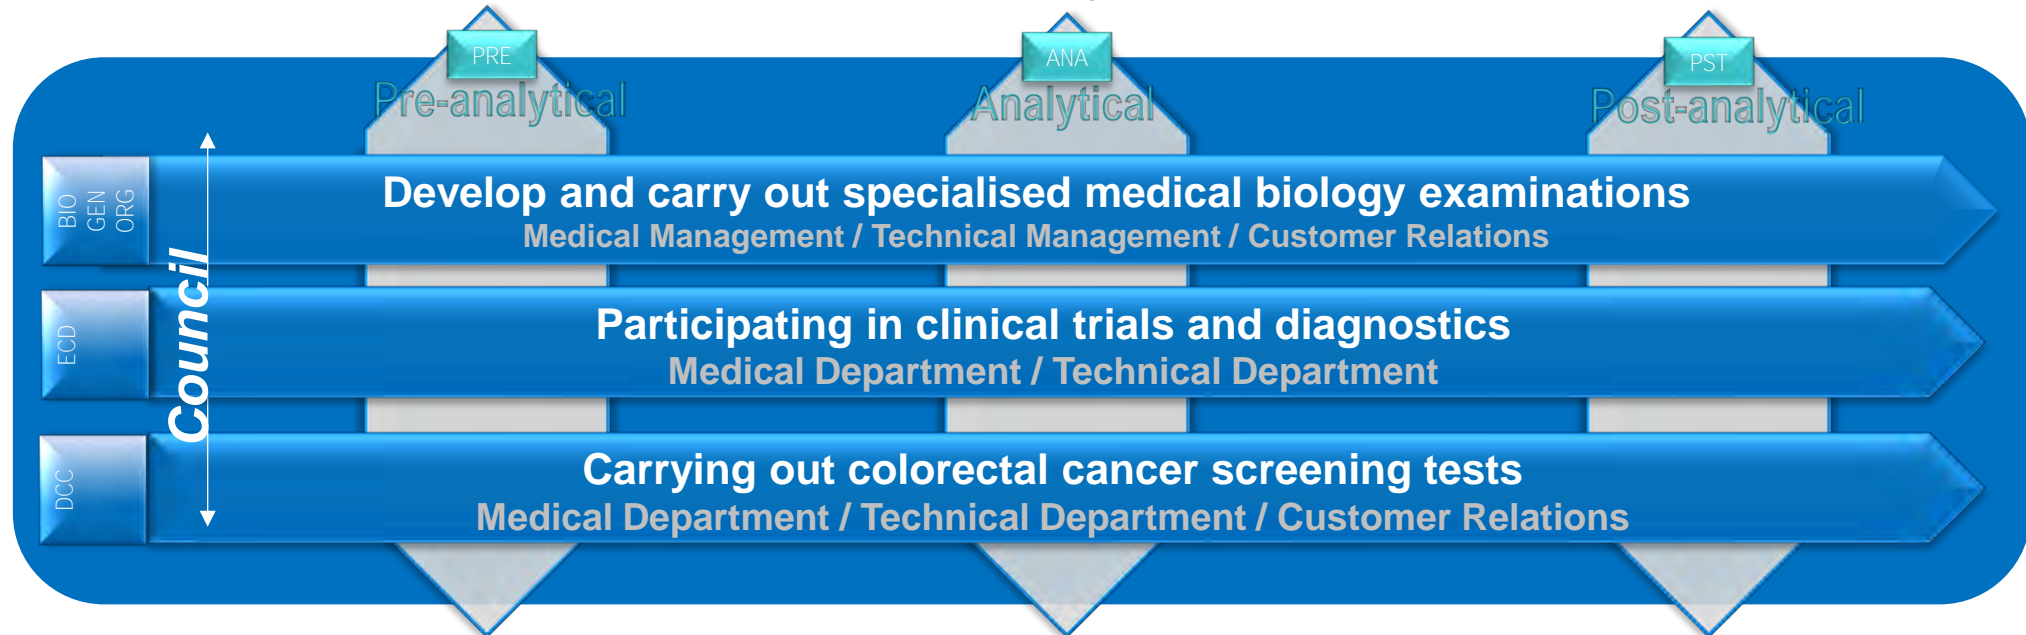 PRE
ANA
PST
Pre-analytical
Analytical
Post-analytical
BIO
GEN
ORG
Develop and carry out specialised medical biology examinations
Medical Management / Technical Management / Customer Relations
Council
ECD
Participating in clinical trials and diagnostics
Medical Department / Technical Department
DCC
Carrying out colorectal cancer screening tests
Medical Department / Technical Department / Customer Relations